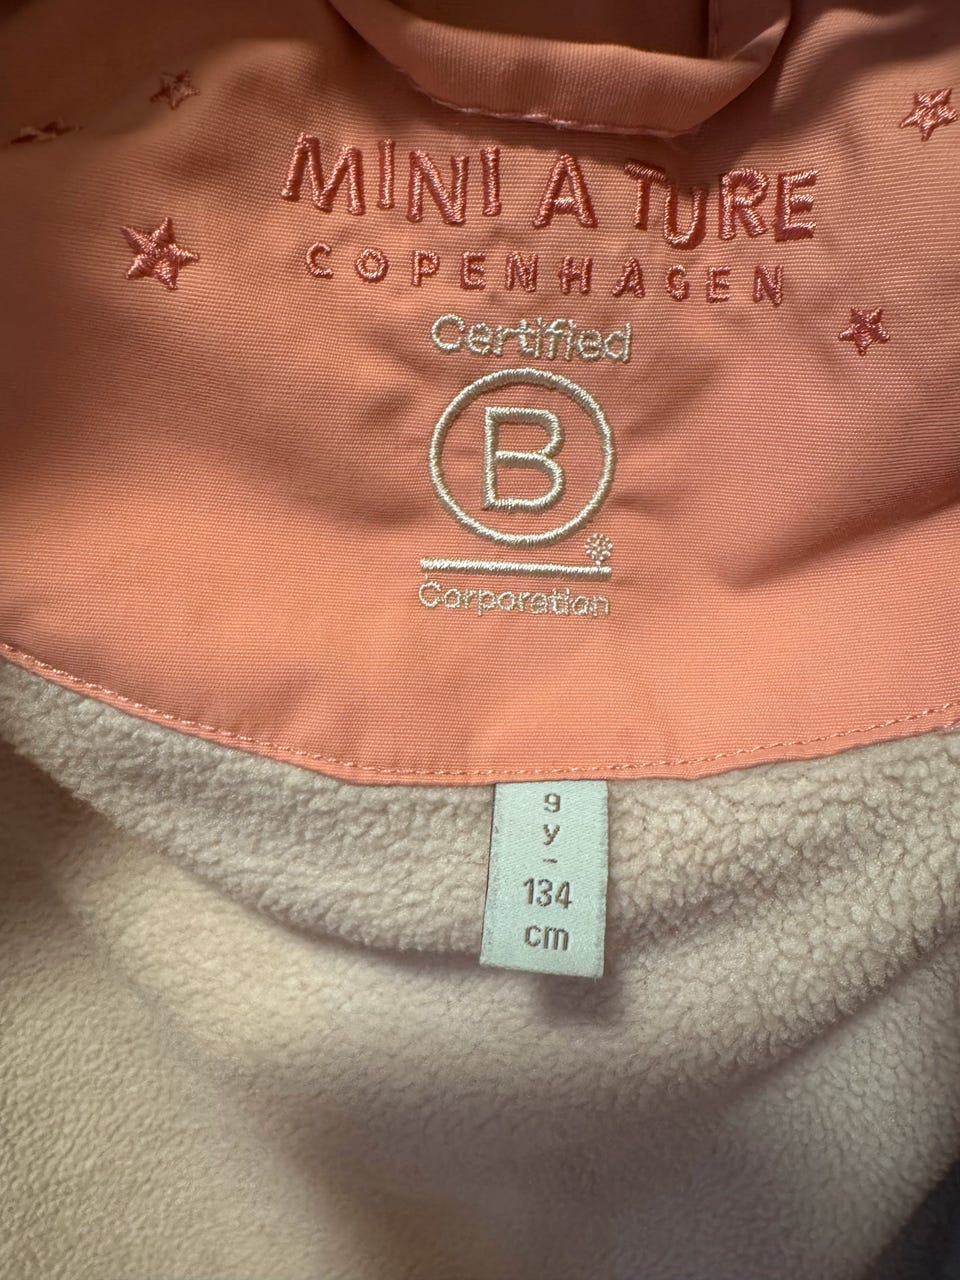 MINI A TURE
COPENHAGEN
Certified
B
Corporation
9
y
-
134
cm